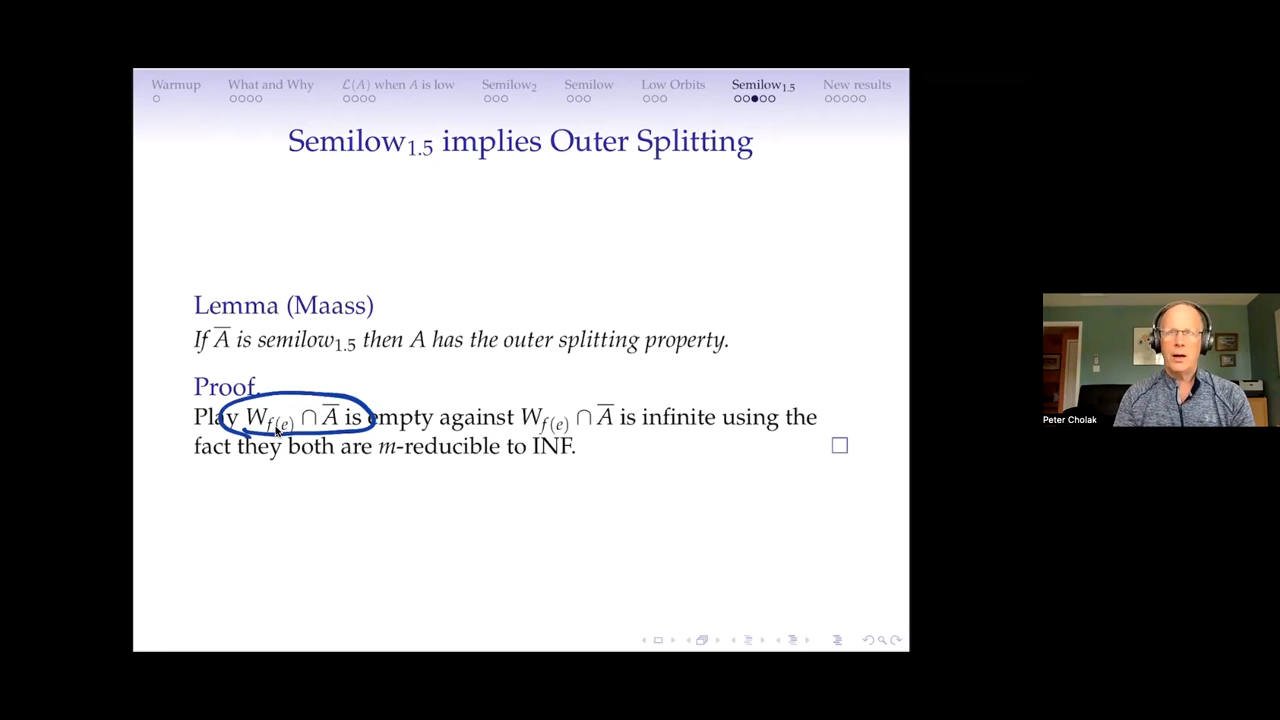 Warmup What and Why 𝓛(A) when A is low Semilow₂ Semilow Low Orbits Semilow₁.₅ New results
Semilow₁.₅ implies Outer Splitting
Lemma (Maass)
If A̅ is semilow₁.₅ then A has the outer splitting property.
Proof.
Play W_{f(e)} ∩ A̅ is empty against W_{f(e)} ∩ A̅ is infinite using the
fact they both are m-reducible to INF.
Peter Cholak